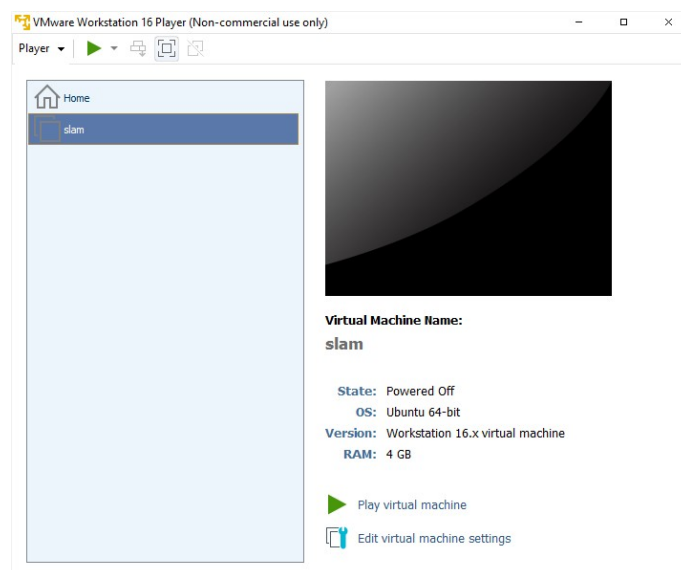 VMware Workstation 16 Player (Non-commercial use only)
Player
Home
slam
Virtual Machine Name:
slam
State: Powered Off
OS: Ubuntu 64-bit
Version: Workstation 16.x virtual machine
RAM: 4 GB
Play virtual machine
Edit virtual machine settings